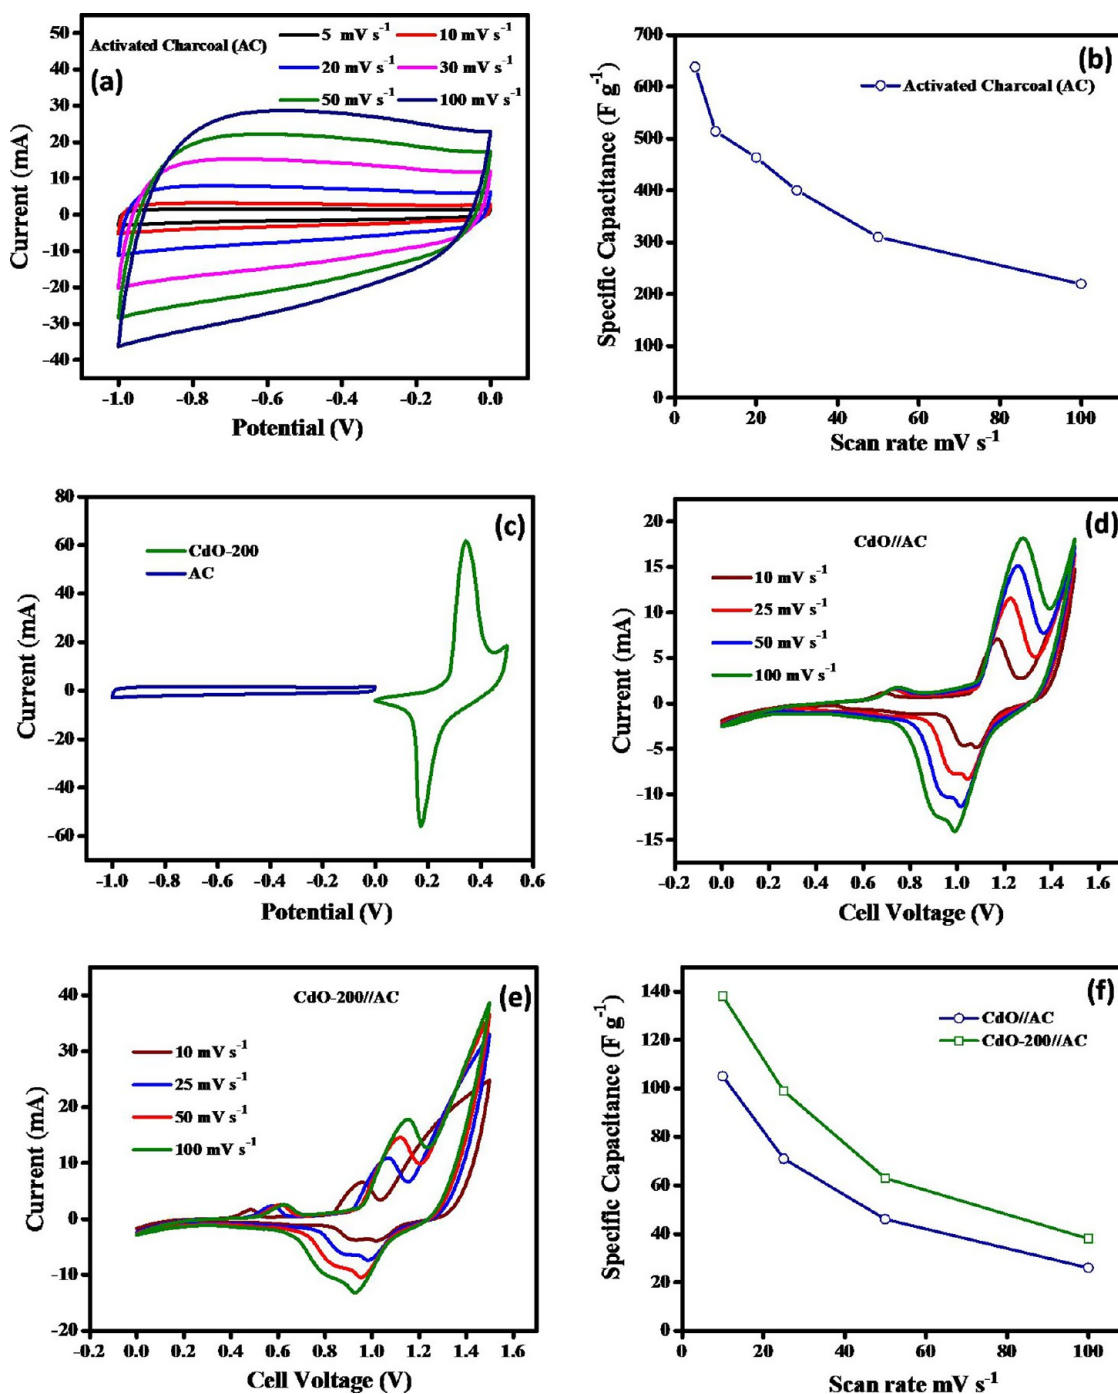 Activated Charcoal (AC)
(a)
5 mV s⁻¹
10 mV s⁻¹
20 mV s⁻¹
30 mV s⁻¹
50 mV s⁻¹
100 mV s⁻¹
Current (mA)
50
40
30
20
10
0
-10
-20
-30
-40
-1.0 -0.8 -0.6 -0.4 -0.2 0.0
Potential (V)
(b)
Activated Charcoal (AC)
Specific Capacitance (F g⁻¹)
700
600
500
400
300
200
100
0
0 20 40 60 80 100
Scan rate mV s⁻¹
(c)
CdO-200
AC
Current (mA)
80
60
40
20
0
-20
-40
-60
-1.0 -0.8 -0.6 -0.4 -0.2 0.0 0.2 0.4 0.6
Potential (V)
(d)
CdO//AC
10 mV s⁻¹
25 mV s⁻¹
50 mV s⁻¹
100 mV s⁻¹
Current (mA)
20
15
10
5
0
-5
-10
-15
-0.2 0.0 0.2 0.4 0.6 0.8 1.0 1.2 1.4 1.6
Cell Voltage (V)
(e)
CdO-200//AC
10 mV s⁻¹
25 mV s⁻¹
50 mV s⁻¹
100 mV s⁻¹
Current (mA)
40
30
20
10
0
-10
-20
-0.2 0.0 0.2 0.4 0.6 0.8 1.0 1.2 1.4 1.6
Cell Voltage (V)
(f)
CdO//AC
CdO-200//AC
Specific Capacitance (F g⁻¹)
140
120
100
80
60
40
20
0
0 20 40 60 80 100
Scan rate mV s⁻¹